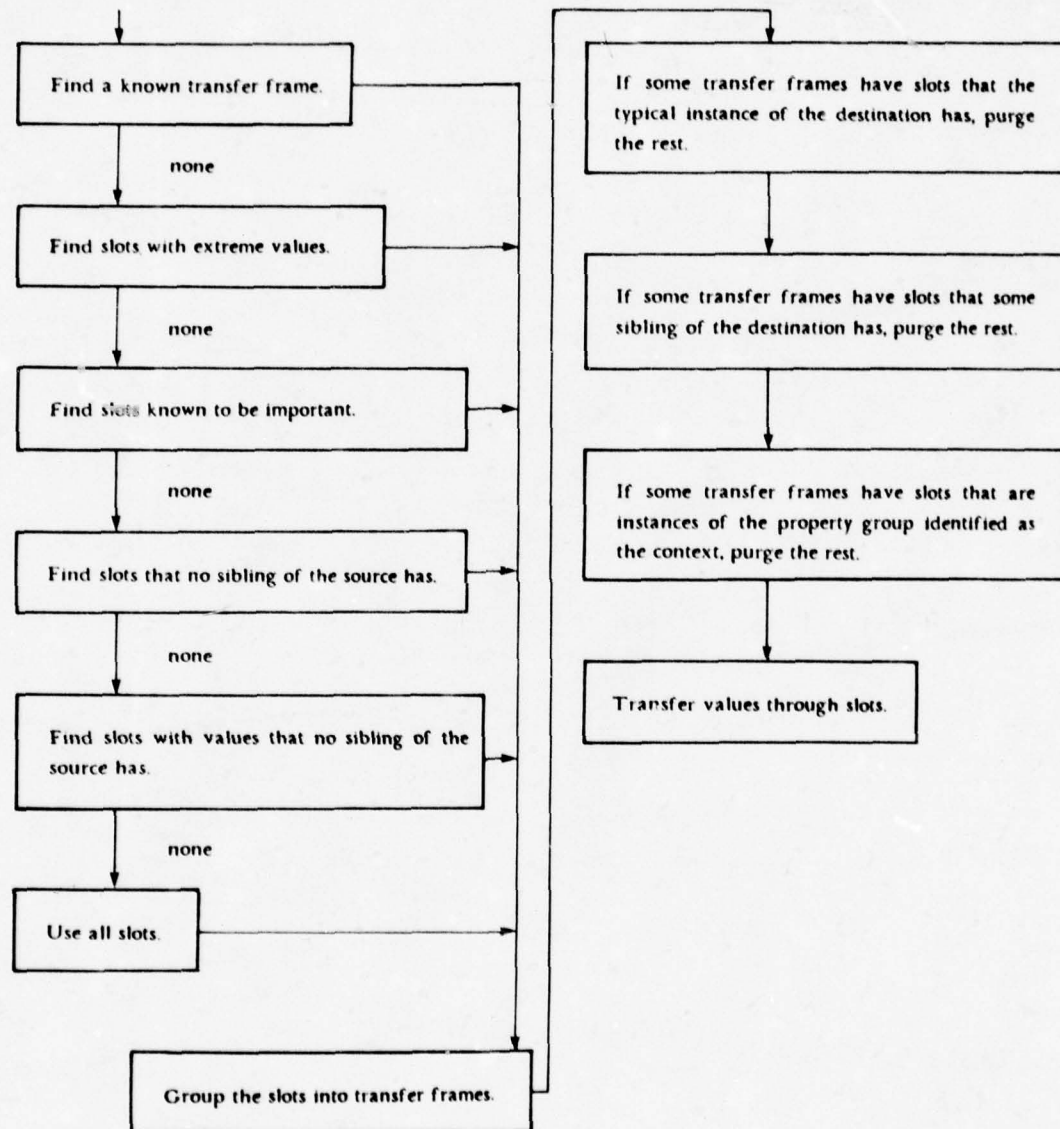 Find a known transfer frame.
none
Find slots with extreme values.
none
Find slots known to be important.
none
Find slots that no sibling of the source has.
none
Find slots with values that no sibling of the
source has.
none
Use all slots.
Group the slots into transfer frames.
If some transfer frames have slots that the
typical instance of the destination has, purge
the rest.
If some transfer frames have slots that some
sibling of the destination has, purge the rest.
If some transfer frames have slots that are
instances of the property group identified as
the context, purge the rest.
Transfer values through slots.